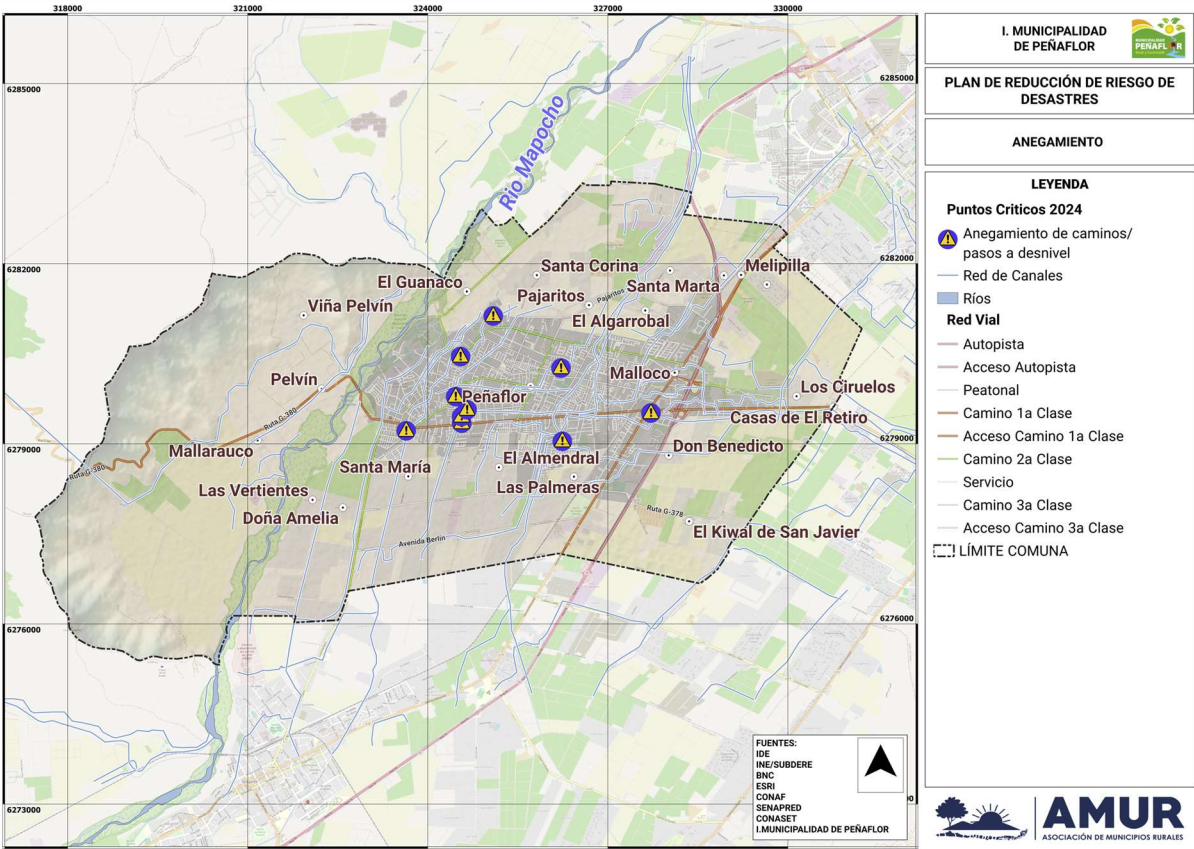 318000
321000
324000
327000
330000
6285000
6285000
6282000
6282000
6279000
6279000
6276000
6276000
6273000
Rio Mapocho
Santa Corina
Melipilla
El Guanaco
Santa Marta
Pajaritos
Pajaritos
Viña Pelvín
El Algarrobal
Malloco
Pelvín
Los Ciruelos
Peñaflor
Casas de El Retiro
Ruta G-380
Mallarauco
Don Benedicto
El Almendral
Santa María
Ruta G-380
Las Palmeras
Las Vertientes
Doña Amelia
Ruta G-378
El Kiwal de San Javier
Avenida Berlin
FUENTES:
IDE
INE/SUBDERE
BNC
ESRI
CONAF
SENAPRED
CONASET
I.MUNICIPALIDAD DE PEÑAFLOR
I. MUNICIPALIDAD
DE PEÑAFLOR
MUNICIPALIDAD
PEÑAFLOR
PLAN DE REDUCCIÓN DE RIESGO DE
DESASTRES
ANEGAMIENTO
LEYENDA
Puntos Criticos 2024
Anegamiento de caminos/
pasos a desnivel
Red de Canales
Ríos
Red Vial
Autopista
Acceso Autopista
Peatonal
Camino 1a Clase
Acceso Camino 1a Clase
Camino 2a Clase
Servicio
Camino 3a Clase
Acceso Camino 3a Clase
LÍMITE COMUNA
AMUR
ASOCIACIÓN DE MUNICIPIOS RURALES